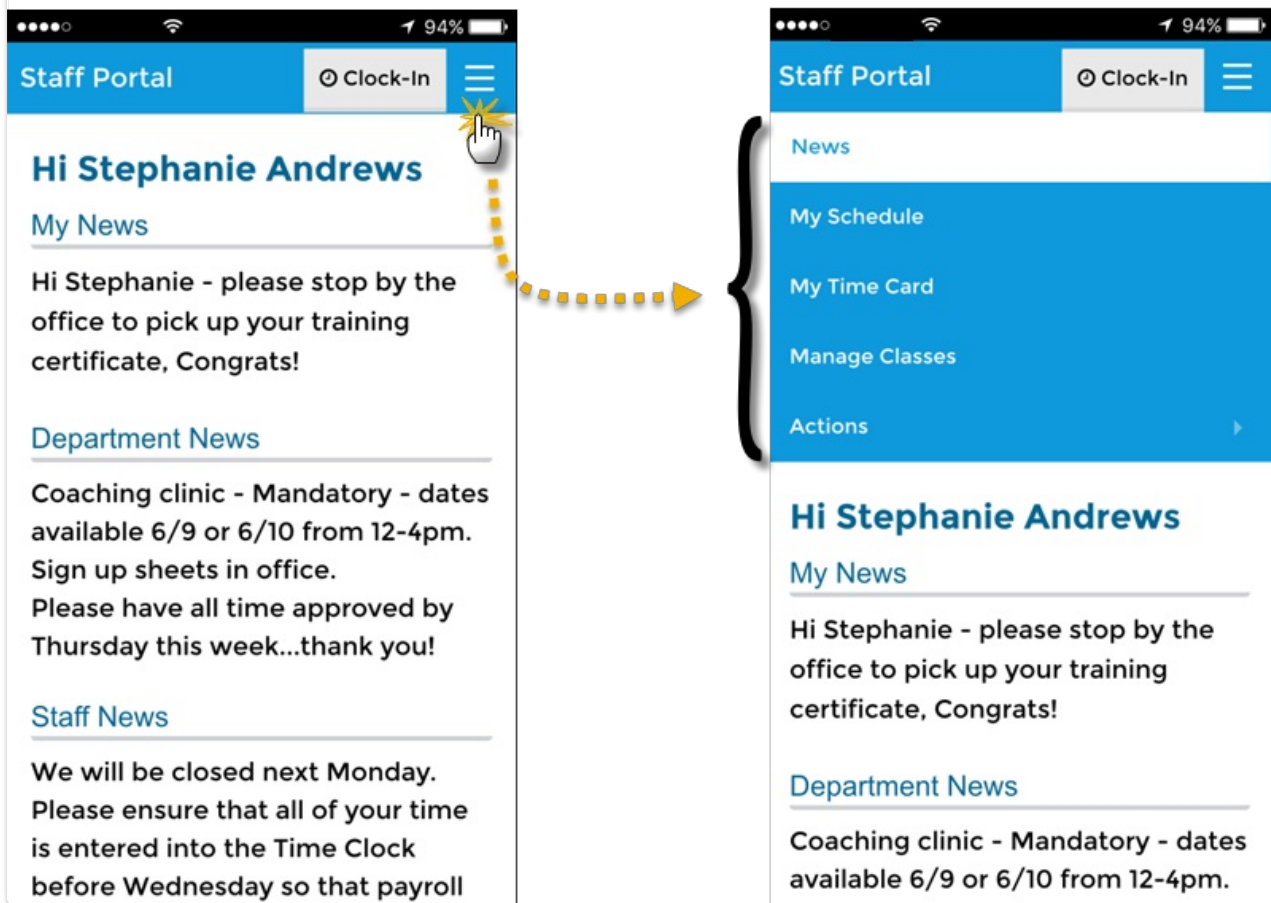 94%
Staff Portal
Clock-In
Hi Stephanie Andrews
My News
Hi Stephanie - please stop by the
office to pick up your training
certificate, Congrats!
Department News
Coaching clinic - Mandatory - dates
available 6/9 or 6/10 from 12-4pm.
Sign up sheets in office.
Please have all time approved by
Thursday this week...thank you!
Staff News
We will be closed next Monday.
Please ensure that all of your time
is entered into the Time Clock
before Wednesday so that payroll
94%
Staff Portal
Clock-In
News
My Schedule
My Time Card
Manage Classes
Actions
Hi Stephanie Andrews
My News
Hi Stephanie - please stop by the
office to pick up your training
certificate, Congrats!
Department News
Coaching clinic - Mandatory - dates
available 6/9 or 6/10 from 12-4pm.